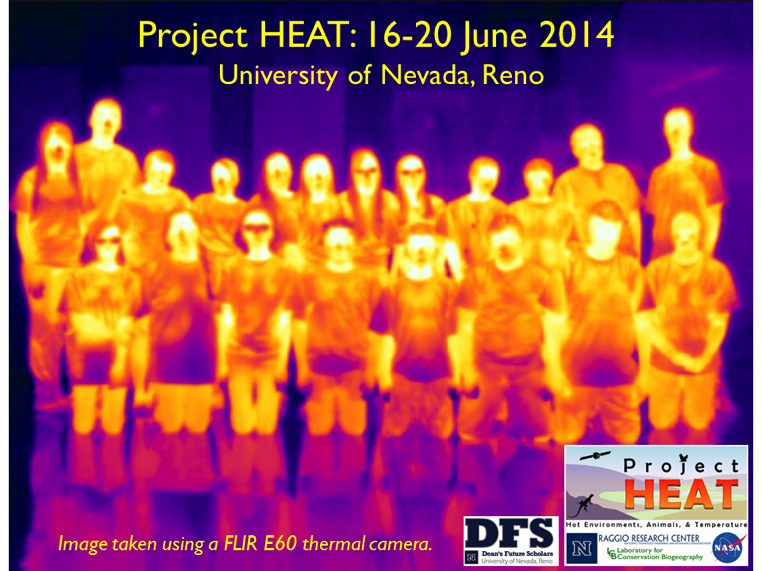 Project HEAT: 16-20 June 2014
University of Nevada, Reno
Image taken using a FLIR E60 thermal camera.
DFS
N Dean's Future Scholars
University of Nevada, Reno
Project
HEAT
Hot Environments, Animals, & Temperature
N RAGGIO RESEARCH CENTER
LCB Laboratory for
Conservation Biogeography
NASA